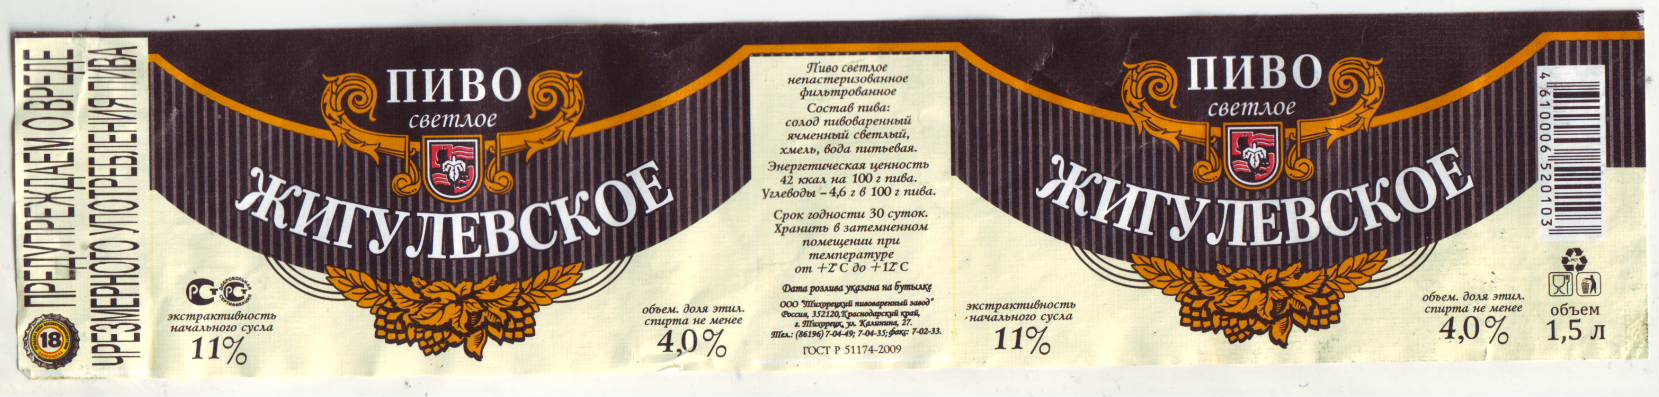 ПРЕДУПРЕЖДАЕМ О ВРЕДЕ
ЧРЕЗМЕРНОГО УПОТРЕБЛЕНИЯ ПИВА
18
ПИВО
светлое
ЖИГУЛЕВСКОЕ
РСТ РСТ
экстрактивность
начального сусла
11%
объем. доля этил.
спирта не менее
4,0%
Пиво светлое
непастеризованное
фильтрованное
Состав пива:
солод пивоваренный
ячменный светлый,
хмель, вода питьевая.
Энергетическая ценность
42 ккал на 100 г пива.
Углеводы – 4,6 г в 100 г пива.
Срок годности 30 суток.
Хранить в затемненном
помещении при
температуре
от +2°С до +12°С
Дата розлива указана на бутылке
ООО "Тихорецкий пивоваренный завод"
Россия, 352120, Краснодарский край,
г. Тихорецк, ул. Калинина, 27.
Тел.: (86196) 7-04-49; 7-04-35; факс: 7-02-33.
ГОСТ Р 51174-2009
ПИВО
светлое
ЖИГУЛЕВСКОЕ
экстрактивность
начального сусла
11%
объем. доля этил.
спирта не менее
4,0%
4 610006 520103
объем
1,5 л